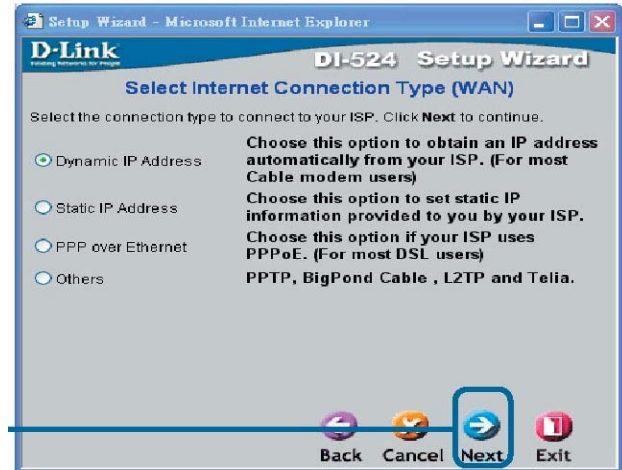 Setup Wizard - Microsoft Internet Explorer
D-Link
Building Networks for People
DI-524 Setup Wizard
Select Internet Connection Type (WAN)
Select the connection type to connect to your ISP. Click Next to continue.
Dynamic IP Address
Choose this option to obtain an IP address
automatically from your ISP. (For most
Cable modem users)
Static IP Address
Choose this option to set static IP
information provided to you by your ISP.
PPP over Ethernet
Choose this option if your ISP uses
PPPoE. (For most DSL users)
Others
PPTP, BigPond Cable , L2TP and Telia.
Back Cancel Next Exit